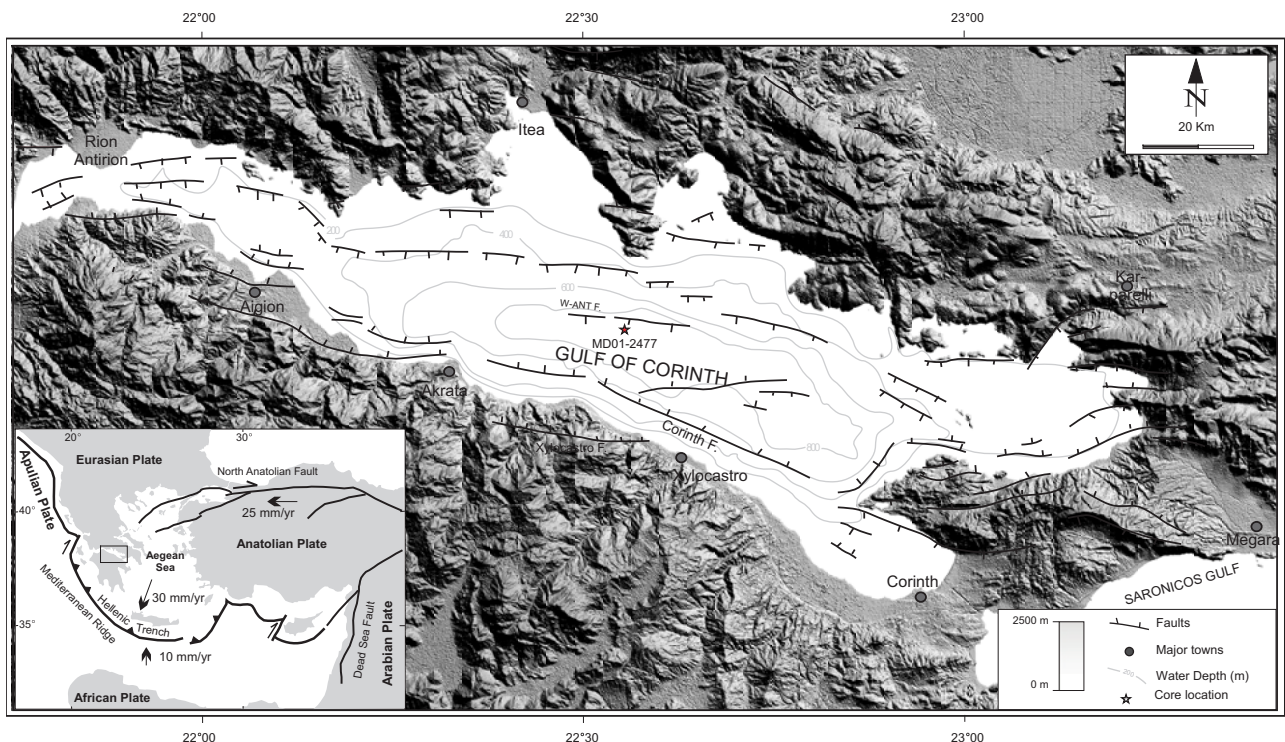 22°00
22°30
23°00
N
20 Km
Rion
Antirion
Itea
200
400
600
Kar-
parelli
Aigion
W-ANT F.
MD01-2477
GULF OF CORINTH
Akrata
Corinth F.
800
Xylocastro F.
Xylocastro
Megara
Corinth
SARONICOS GULF
20°
30°
Eurasian Plate
Apulian Plate
North Anatolian Fault
25 mm/yr
40°
Anatolian Plate
Aegean
Sea
30 mm/yr
Hellenic
Trench
Mediterranean Ridge
35°
10 mm/yr
Dead Sea Fault
Arabian Plate
African Plate
2500 m
0 m
Faults
Major towns
200
Water Depth (m)
Core location
22°00
22°30
23°00